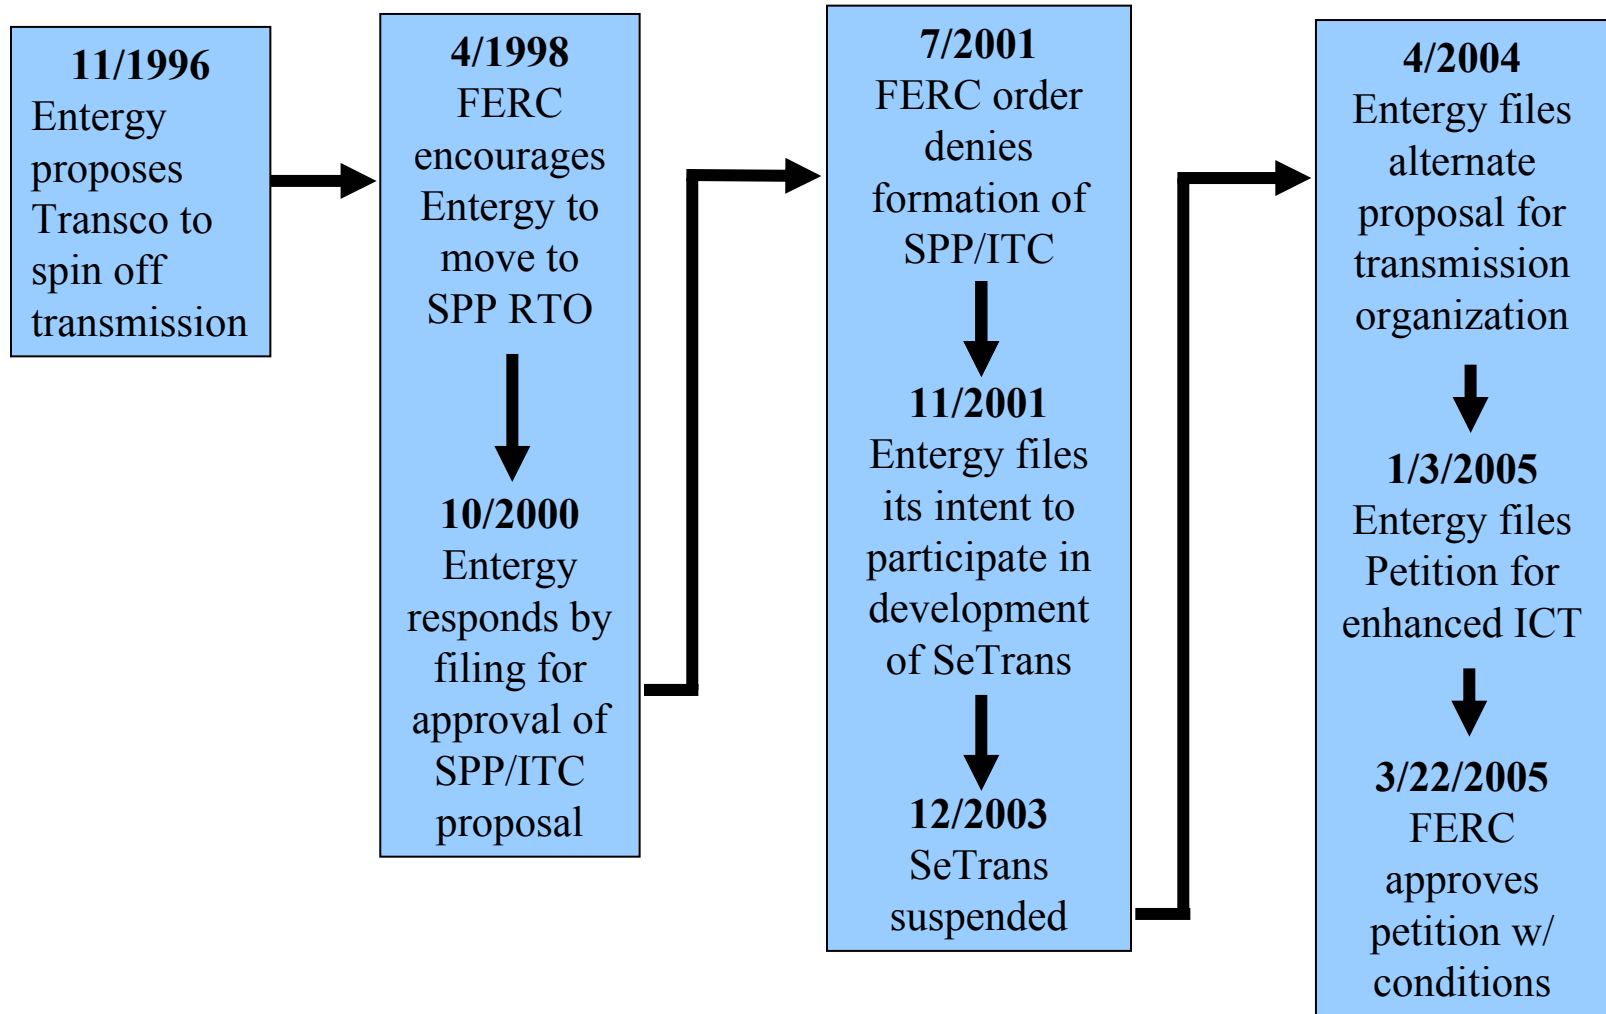 11/1996
Entergy
proposes
Transco to
spin off
transmission
4/1998
FERC
encourages
Entergy to
move to
SPP RTO
10/2000
Entergy
responds by
filing for
approval of
SPP/ITC
proposal
7/2001
FERC order
denies
formation of
SPP/ITC
11/2001
Entergy files
its intent to
participate in
development
of SeTrans
12/2003
SeTrans
suspended
4/2004
Entergy files
alternate
proposal for
transmission
organization
1/3/2005
Entergy files
Petition for
enhanced ICT
3/22/2005
FERC
approves
petition w/
conditions